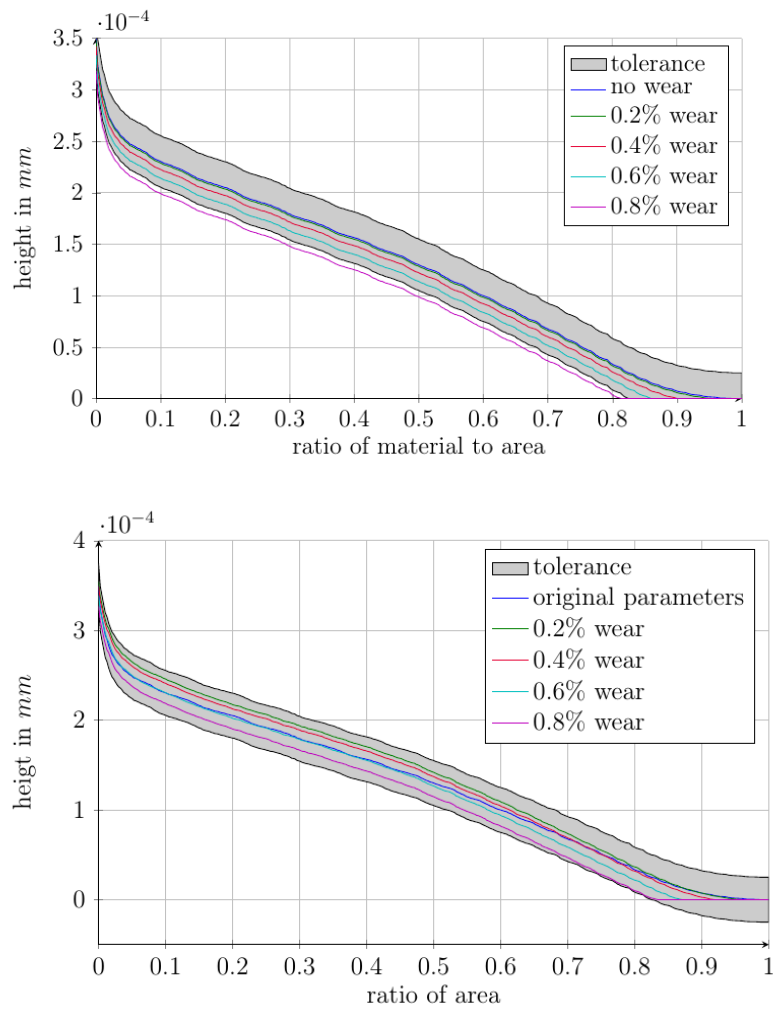 ·10⁻⁴
3.5
3
2.5
2
1.5
1
0.5
0
height in mm
0 0.1 0.2 0.3 0.4 0.5 0.6 0.7 0.8 0.9 1
ratio of material to area
tolerance
no wear
0.2% wear
0.4% wear
0.6% wear
0.8% wear
·10⁻⁴
4
3
2
1
0
heigt in mm
0 0.1 0.2 0.3 0.4 0.5 0.6 0.7 0.8 0.9 1
ratio of area
tolerance
original parameters
0.2% wear
0.4% wear
0.6% wear
0.8% wear